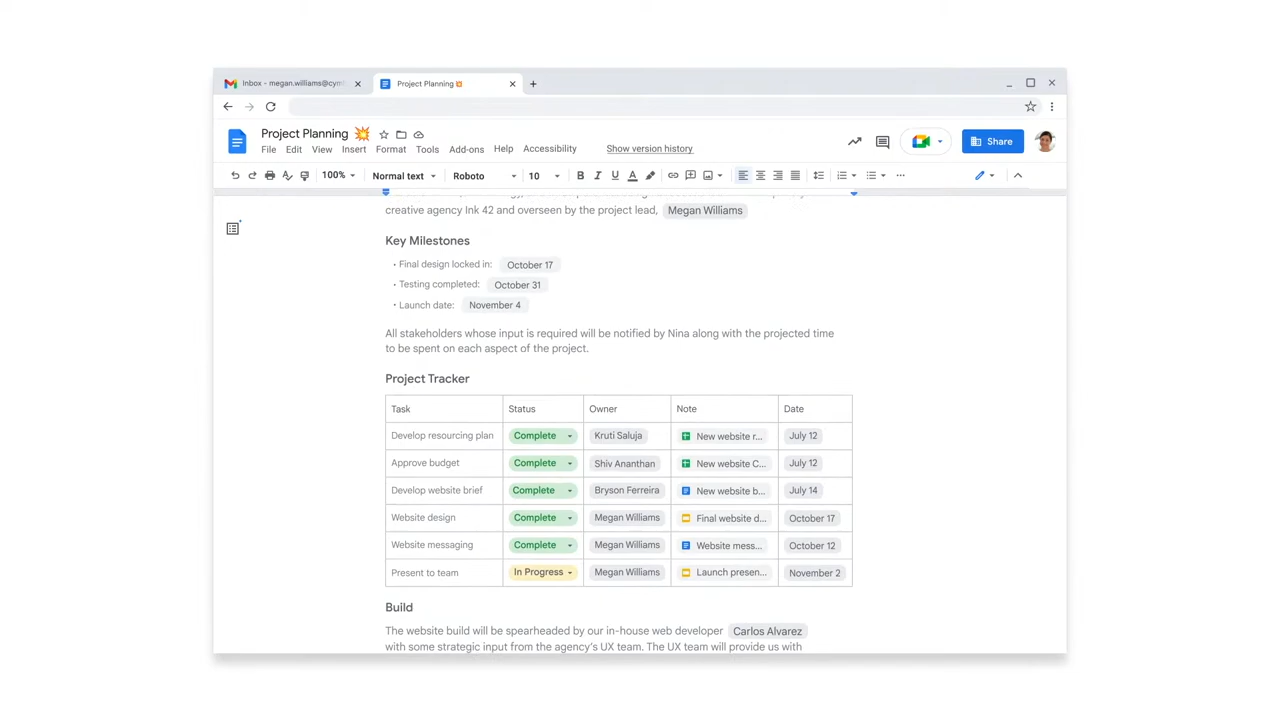 Inbox - megan.williams@cym
Project Planning
Project Planning
File Edit View Insert Format Tools Add-ons Help Accessibility Show version history
Share
100% Normal text Roboto 10 B I U A
creative agency Ink 42 and overseen by the project lead, Megan Williams
Key Milestones
• Final design locked in: October 17
• Testing completed: October 31
• Launch date: November 4
All stakeholders whose input is required will be notified by Nina along with the projected time
to be spent on each aspect of the project.
Project Tracker
Task Status Owner Note Date
Develop resourcing plan Complete Kruti Saluja New website r... July 12
Approve budget Complete Shiv Ananthan New website C... July 12
Develop website brief Complete Bryson Ferreira New website b... July 14
Website design Complete Megan Williams Final website d... October 17
Website messaging Complete Megan Williams Website mess... October 12
Present to team In Progress Megan Williams Launch presen... November 2
Build
The website build will be spearheaded by our in-house web developer Carlos Alvarez
with some strategic input from the agency's UX team. The UX team will provide us with